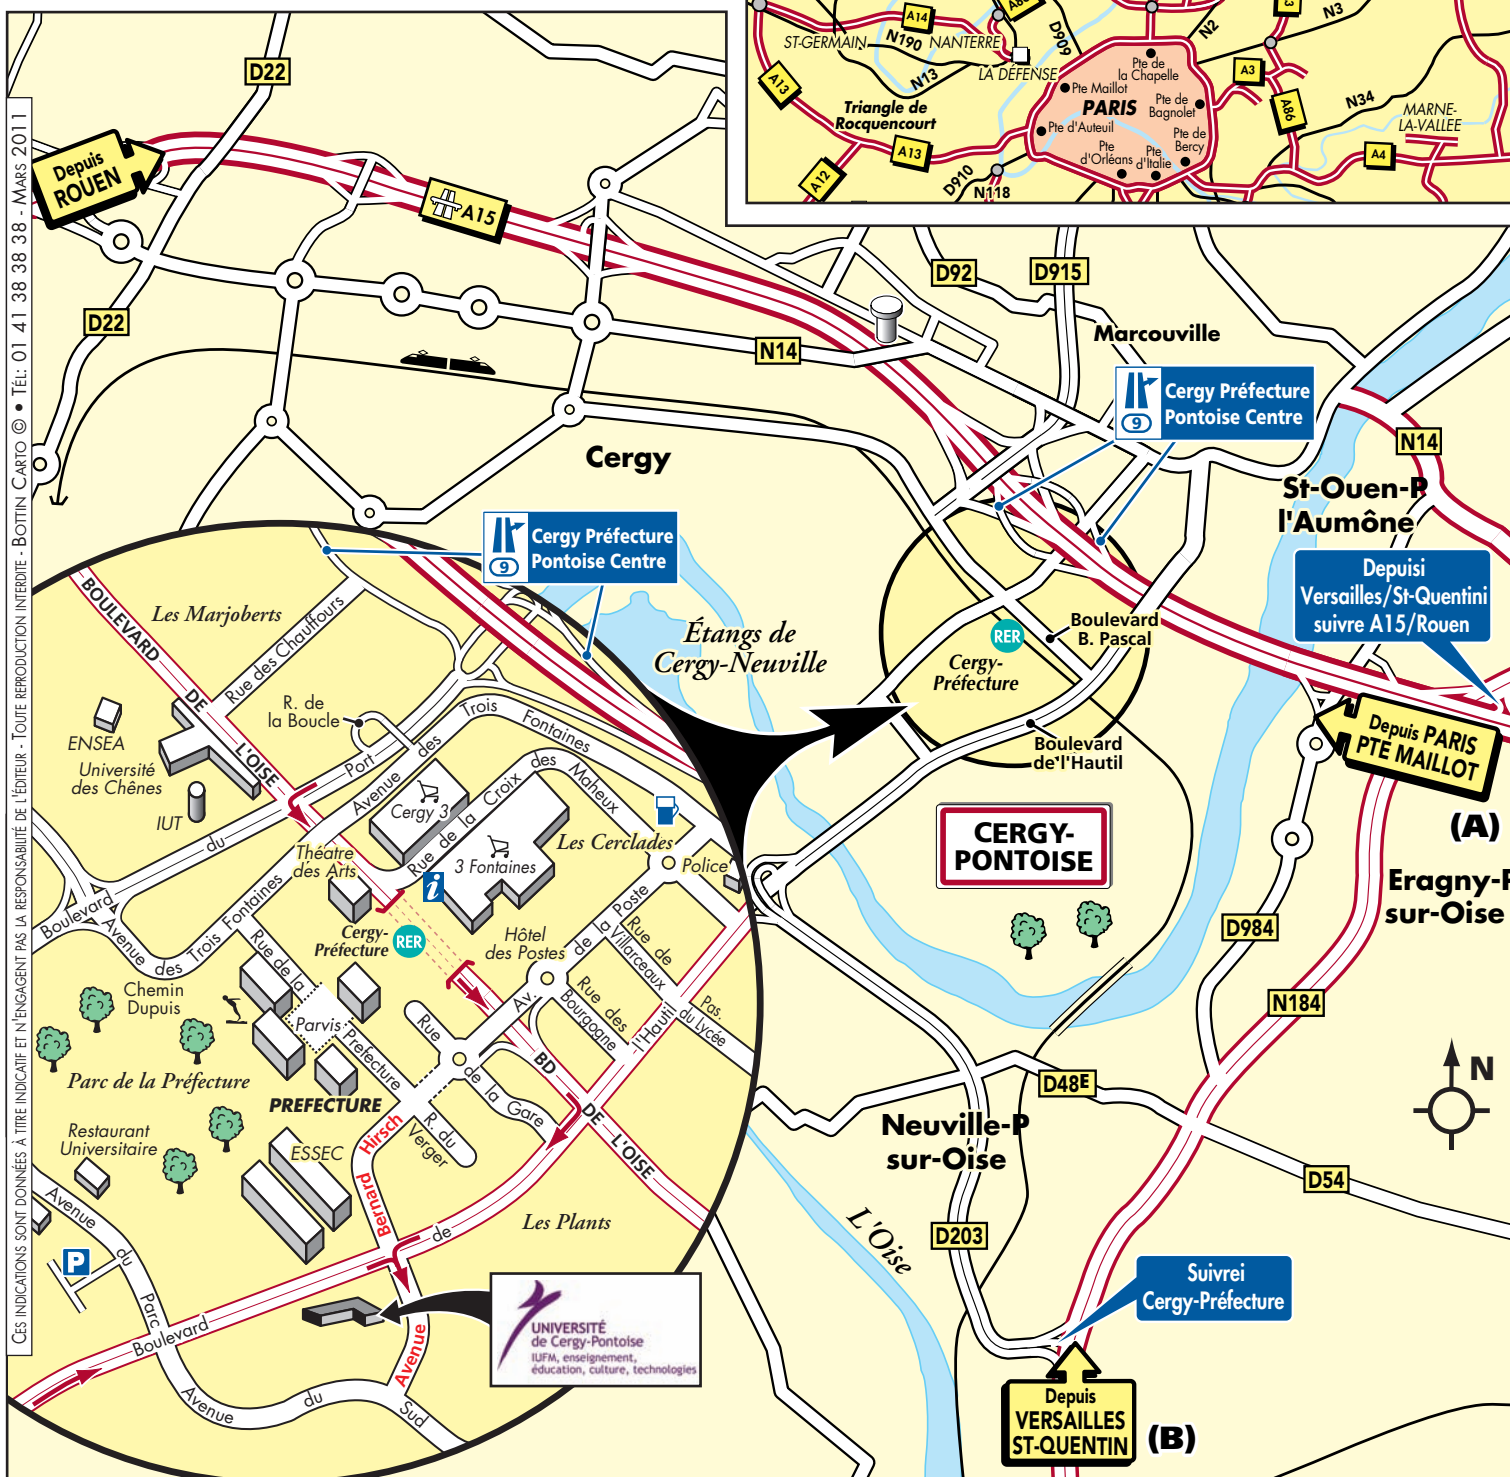 A14
A86
D909
N2
A3
N3
ST-GERMAIN
N190
NANTERRE
LA DÉFENSE
N13
A13
Triangle de
Rocquencourt
A13
A12
D910
N118
Pte de
la Chapelle
Pte Maillot
PARIS
Pte de
Bagnolet
Pte d'Auteuil
Pte de
Bercy
Pte
d'Orléans
Pte
d'Italie
A3
A86
N34
MARNE-
LA-VALLEE
A4
CES INDICATIONS SONT DONNÉES À TITRE INDICATIF ET N'ENGAGENT PAS LA RESPONSABILITÉ DE L'ÉDITEUR - TOUTE REPRODUCTION INTERDITE - BOTTIN CARTO © • TÉL: 01 41 38 38 38 - MARS 2011
D22
Depuis
ROUEN
A15
D22
N14
D92
D915
Marcouville
9
Cergy Préfecture
Pontoise Centre
N14
Cergy
St-Ouen-P
l'Aumône
Depuisi
Versailles/St-Quentini
suivre A15/Rouen
9
Cergy Préfecture
Pontoise Centre
Étangs de
Cergy-Neuville
RER
Cergy-
Préfecture
Boulevard
B. Pascal
Boulevard
de l'Hautil
Depuis PARIS
PTE MAILLOT
(A)
CERGY-
PONTOISE
Eragny-P
sur-Oise
D984
N184
N
D48E
Neuville-P
sur-Oise
D54
D203
L'Oise
Suivrei
Cergy-Préfecture
Depuis
VERSAILLES
ST-QUENTIN
(B)
BOULEVARD
DE
L'OISE
Les Marjoberts
Rue des Chauffours
R. de
la Boucle
ENSEA
Université
des Chênes
IUT
Boulevard
du
Port
Avenue
des
Trois
Fontaines
Cergy 3
Rue de la Croix des Maheux
3 Fontaines
Les Cerclades
Police
Théatre
des Arts
i
Cergy-
Préfecture
RER
Hôtel
des Postes
Av.
de
la
Poste
Rue de
Villarceaux
Rue des
Bourgogne
Pas.
du Lycée
Avenue
des
Trois
Fontaines
Chemin
Dupuis
Rue de la
Parvis
Prefecture
PREFECTURE
Parc de la Préfecture
Rue
de la Gare
BD
DE
L'OISE
Restaurant
Universitaire
ESSEC
R. du
Verger
Avenue
Bernard
Hirsch
Les Plants
Boulevard
de
l'Hautil
P
Avenue
du
Parc
Avenue
du
Sud
UNIVERSITÉ
de Cergy-Pontoise
IUFM, enseignement,
éducation, culture, technologies